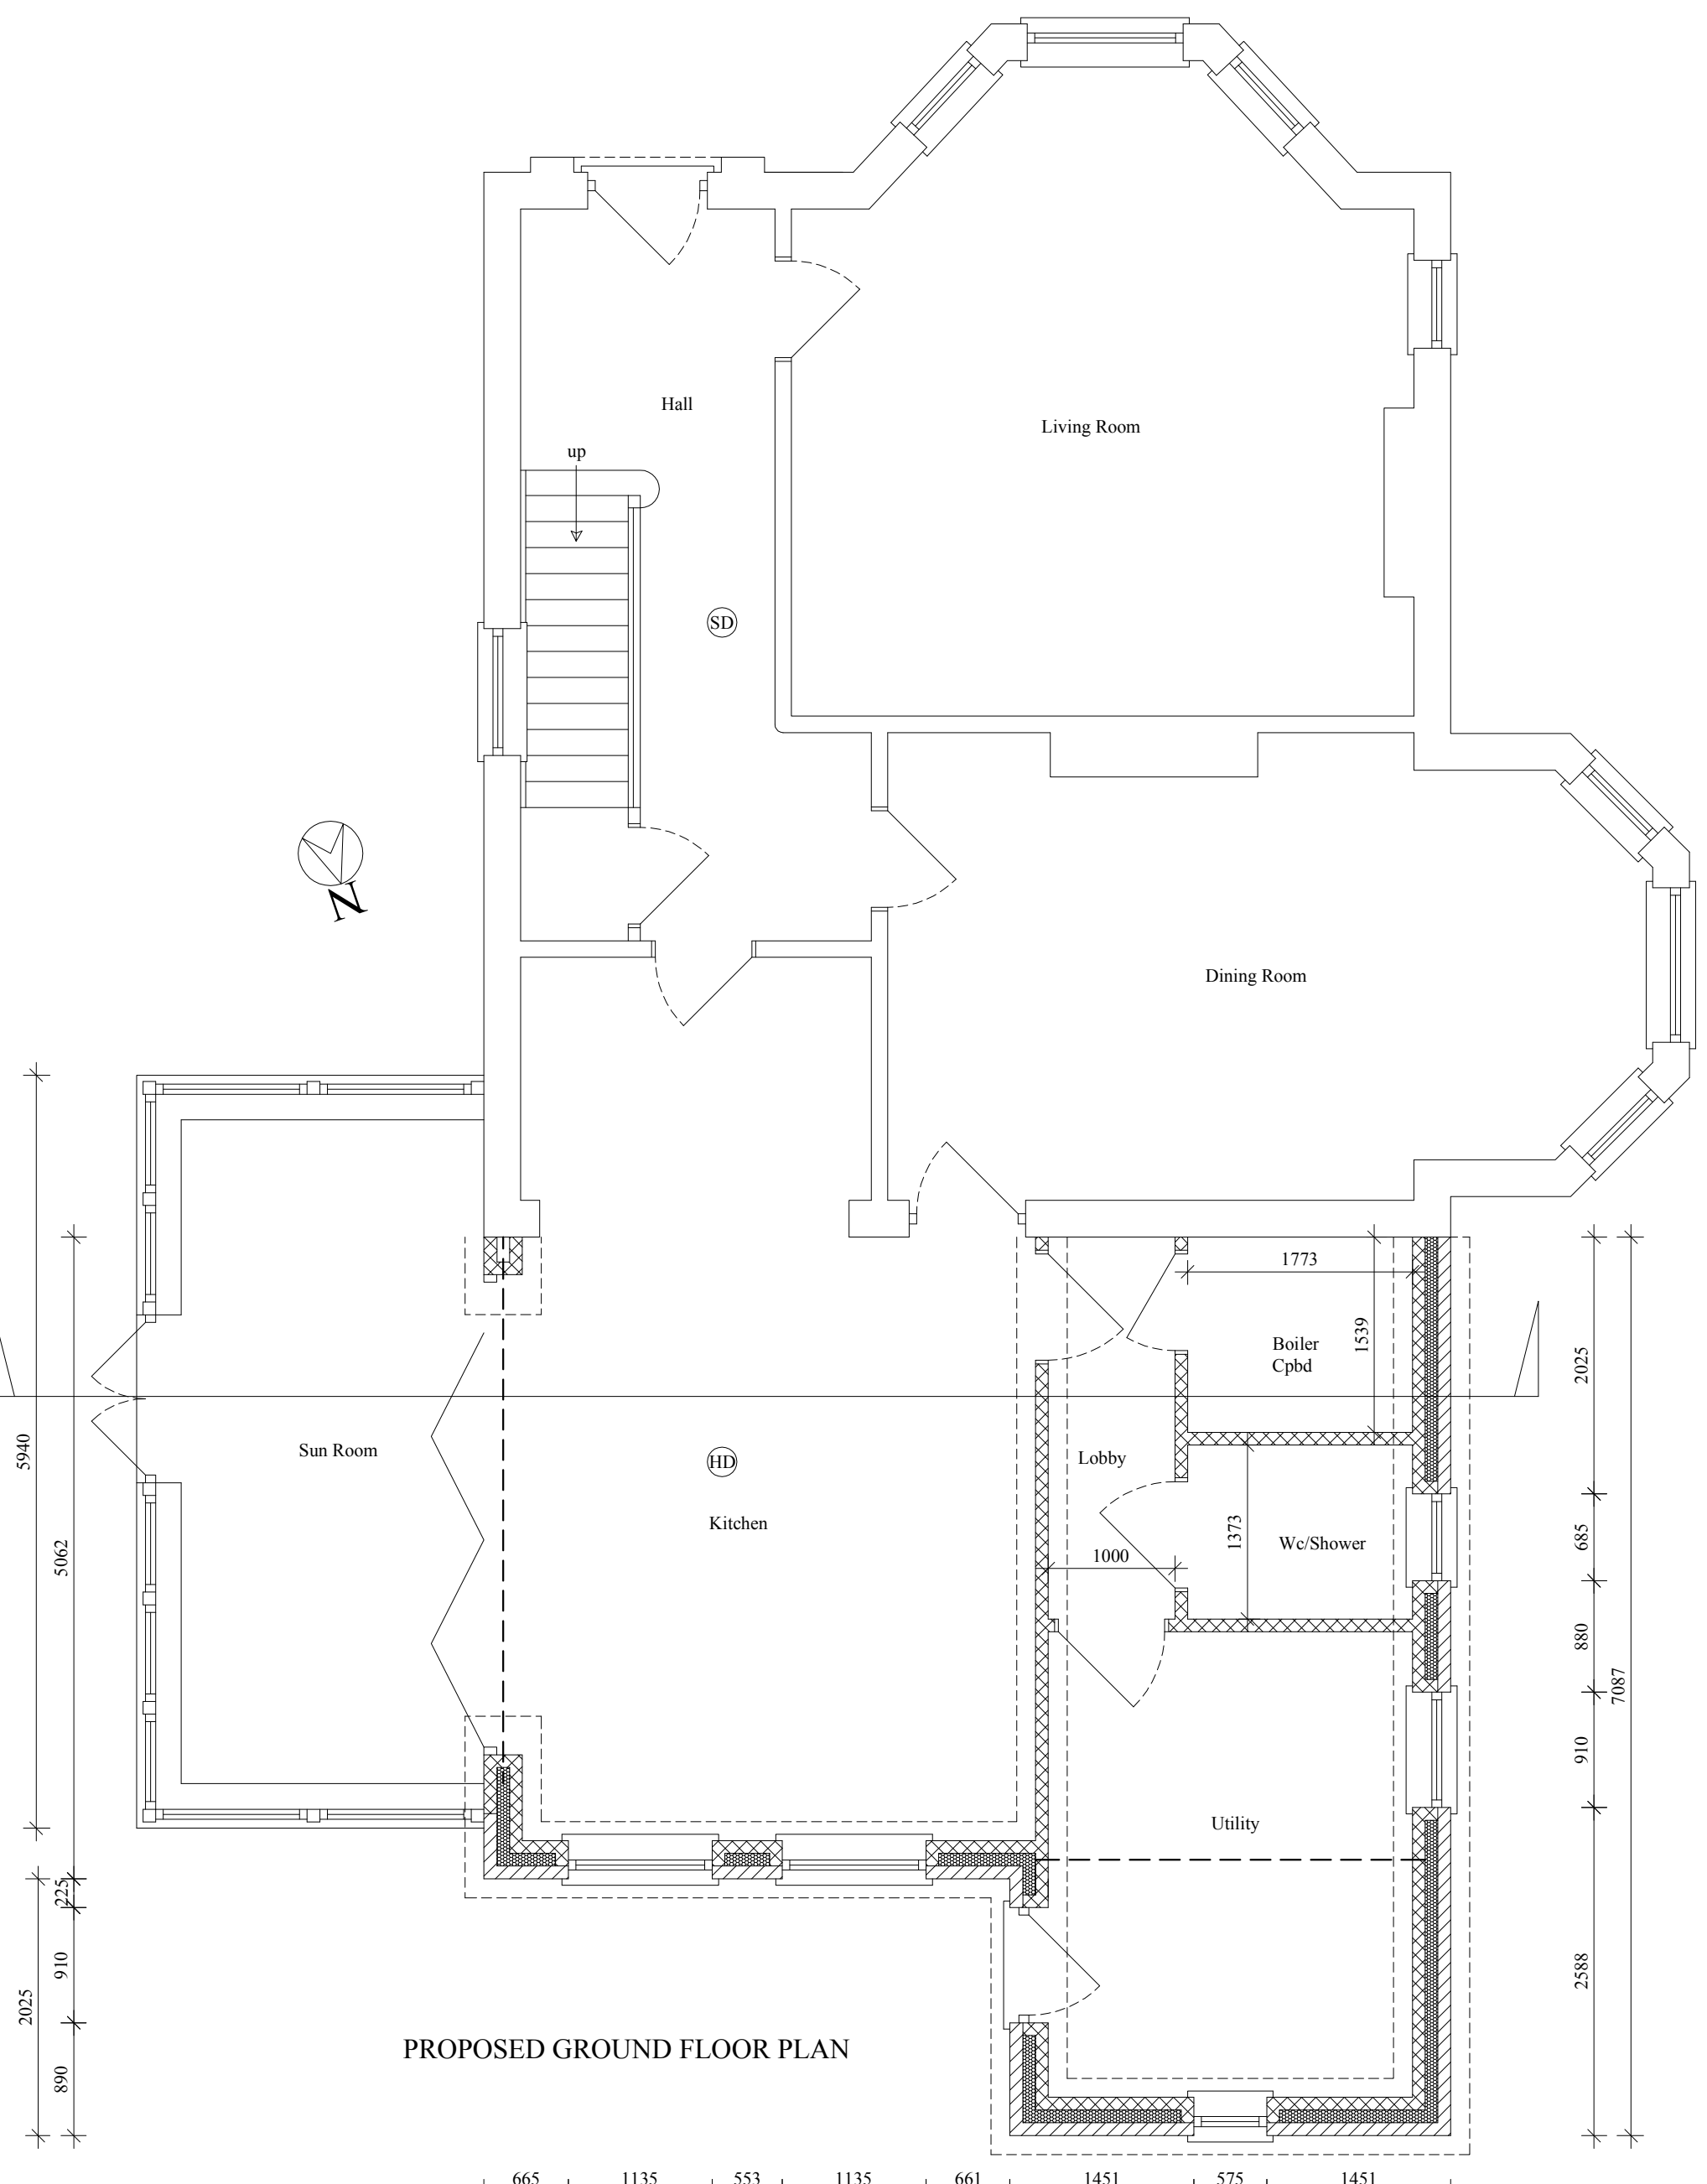 Hall
Living Room
up
SD
N
Dining Room
1773
1539
Boiler
Cpbd
2025
5940
Sun Room
HD
Lobby
Kitchen
1373
Wc/Shower
685
5062
1000
880
7087
910
Utility
225
910
2588
2025
PROPOSED GROUND FLOOR PLAN
890
665 1135 553 1135 661 1451 575 1451